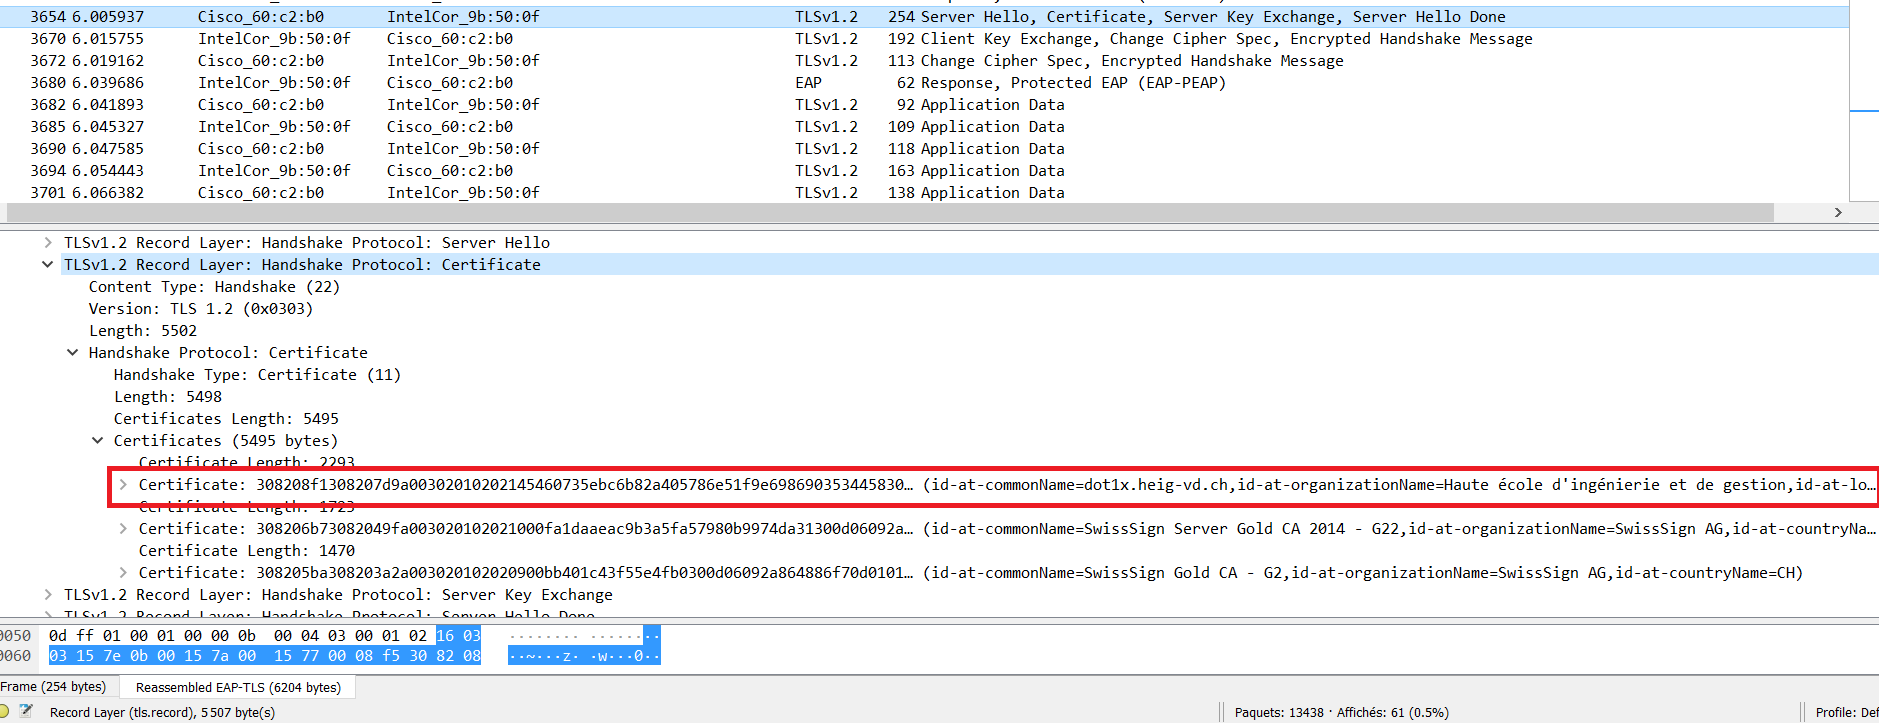 3654 6.005937 Cisco_60:c2:b0 IntelCor_9b:50:0f TLSv1.2 254 Server Hello, Certificate, Server Key Exchange, Server Hello Done
3670 6.015755 IntelCor_9b:50:0f Cisco_60:c2:b0 TLSv1.2 192 Client Key Exchange, Change Cipher Spec, Encrypted Handshake Message
3672 6.019162 Cisco_60:c2:b0 IntelCor_9b:50:0f TLSv1.2 113 Change Cipher Spec, Encrypted Handshake Message
3680 6.039686 IntelCor_9b:50:0f Cisco_60:c2:b0 EAP 62 Response, Protected EAP (EAP-PEAP)
3682 6.041893 Cisco_60:c2:b0 IntelCor_9b:50:0f TLSv1.2 92 Application Data
3685 6.045327 IntelCor_9b:50:0f Cisco_60:c2:b0 TLSv1.2 109 Application Data
3690 6.047585 Cisco_60:c2:b0 IntelCor_9b:50:0f TLSv1.2 118 Application Data
3694 6.054443 IntelCor_9b:50:0f Cisco_60:c2:b0 TLSv1.2 163 Application Data
3701 6.066382 Cisco_60:c2:b0 IntelCor_9b:50:0f TLSv1.2 138 Application Data
TLSv1.2 Record Layer: Handshake Protocol: Server Hello
TLSv1.2 Record Layer: Handshake Protocol: Certificate
Content Type: Handshake (22)
Version: TLS 1.2 (0x0303)
Length: 5502
Handshake Protocol: Certificate
Handshake Type: Certificate (11)
Length: 5498
Certificates Length: 5495
Certificates (5495 bytes)
Certificate Length: 2293
Certificate: 308208f1308207d9a00302010202145460735ebc6b82a405786e51f9e698690353445830… (id-at-commonName=dot1x.heig-vd.ch,id-at-organizationName=Haute école d'ingénierie et de gestion,id-at-lo…
Certificate Length: 1723
Certificate: 308206b73082049fa003020102021000fa1daaeac9b3a5fa57980b9974da31300d06092a… (id-at-commonName=SwissSign Server Gold CA 2014 - G22,id-at-organizationName=SwissSign AG,id-at-countryNa…
Certificate Length: 1470
Certificate: 308205ba308203a2a003020102020900bb401c43f55e4fb0300d06092a864886f70d0101… (id-at-commonName=SwissSign Gold CA - G2,id-at-organizationName=SwissSign AG,id-at-countryName=CH)
TLSv1.2 Record Layer: Handshake Protocol: Server Key Exchange
TLSv1.2 Record Layer: Handshake Protocol: Server Hello Done
0050 0d ff 01 00 01 00 00 0b 00 04 03 00 01 02 16 03 ········ ········
0060 03 15 7e 0b 00 15 7a 00 15 77 00 08 f5 30 82 08 ··~···z· ·w···0··
Frame (254 bytes) Reassembled EAP-TLS (6204 bytes)
Record Layer (tls.record), 5 507 byte(s) Paquets: 13438 · Affichés: 61 (0.5%) Profile: Def